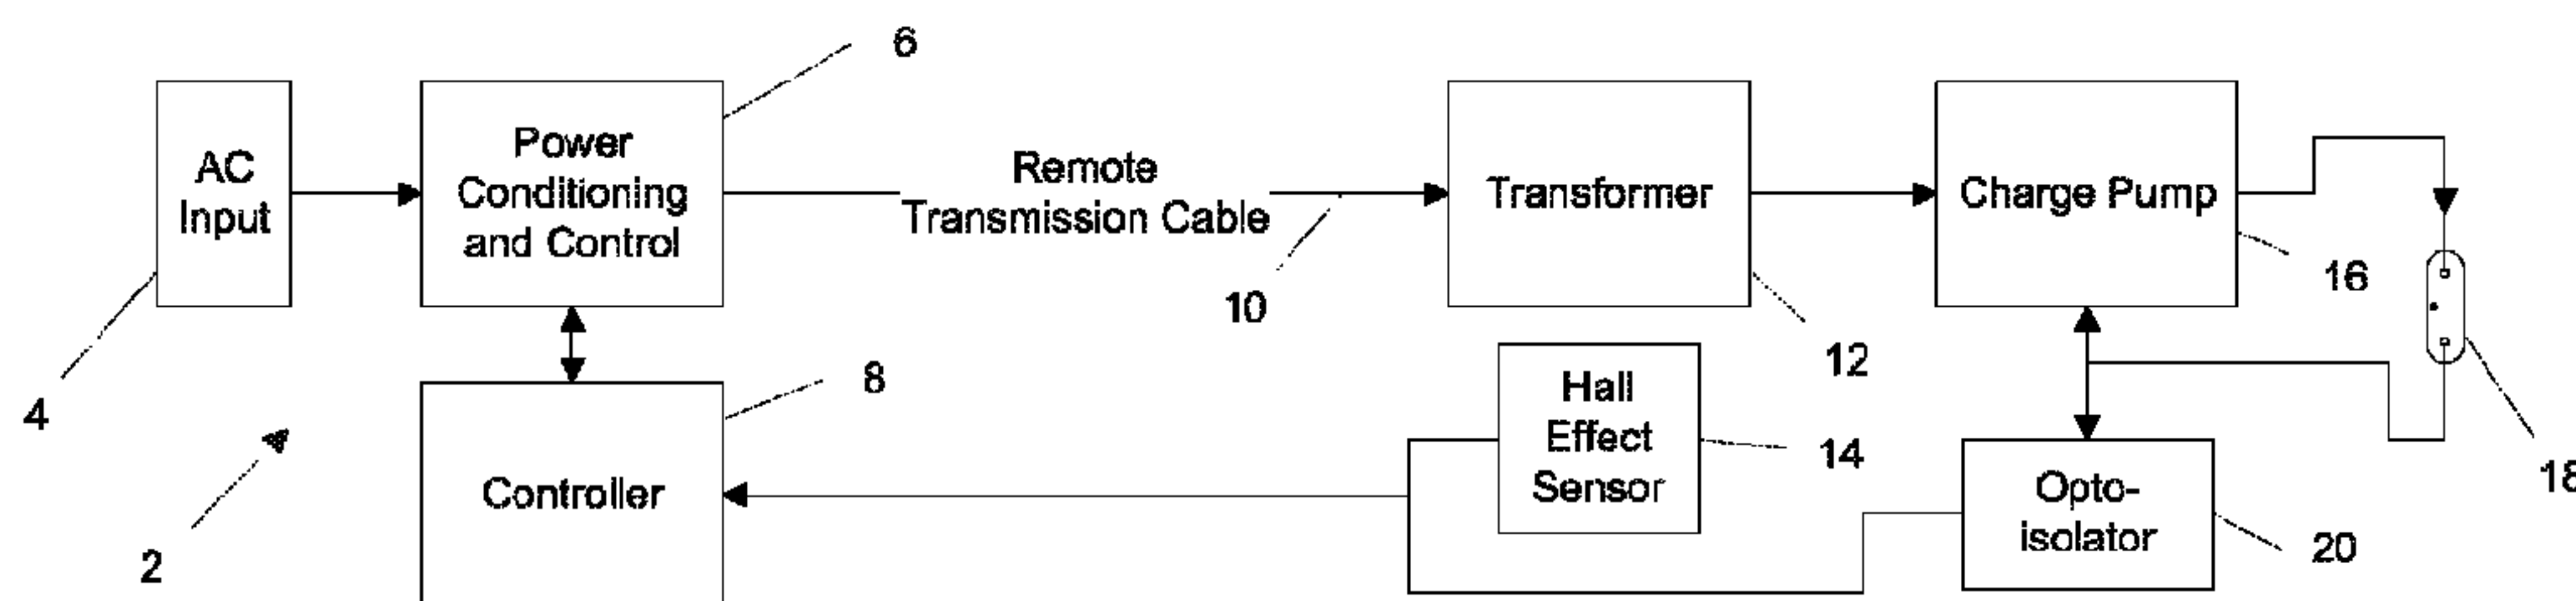 6
AC
Input
Power
Conditioning
and Control
Remote
Transmission Cable
Transformer
Charge Pump
10
16
12
4
8
Controller
Hall
Effect
Sensor
14
18
Opto-
isolator
20
2